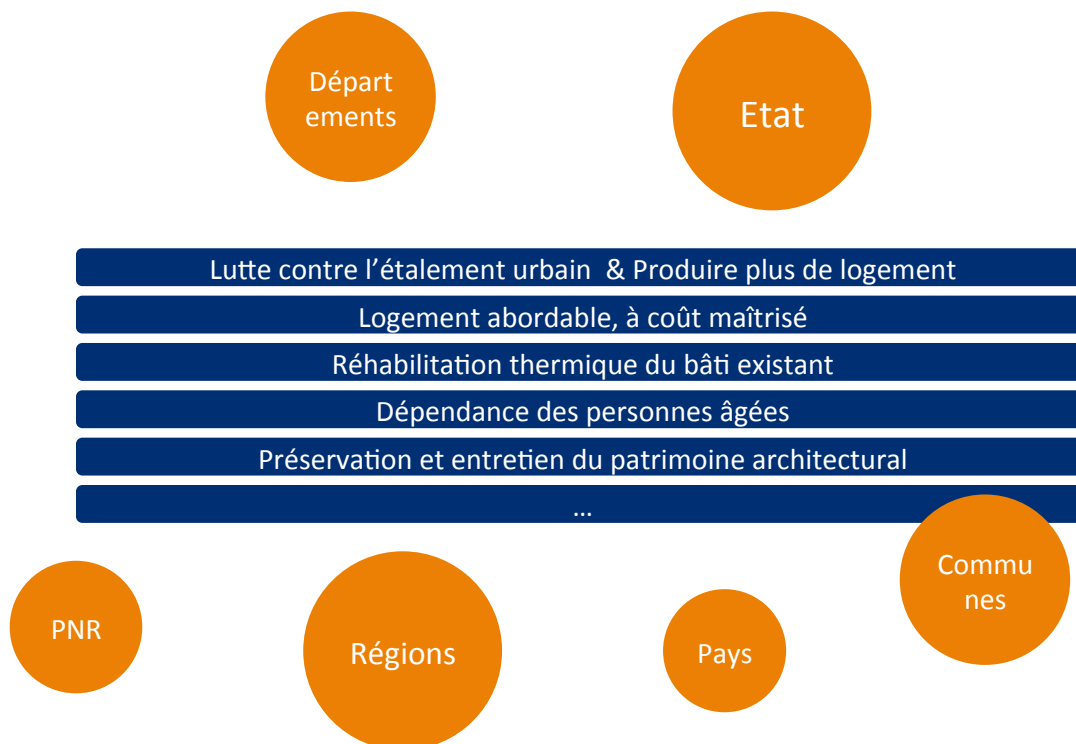 Départ
ements
Etat
Lutte contre l’étalement urbain  & Produire plus de logement
Logement abordable, à coût maîtrisé
Réhabilitation thermique du bâti existant
Dépendance des personnes âgées
Préservation et entretien du patrimoine architectural
…
Commu
nes
PNR
Régions
Pays